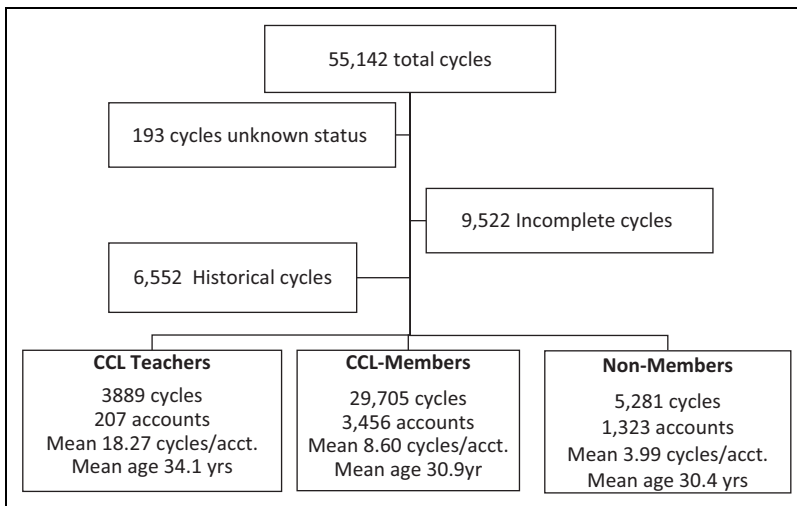 55,142 total cycles
193 cycles unknown status
9,522 Incomplete cycles
6,552 Historical cycles
CCL Teachers
3889 cycles
207 accounts
Mean 18.27 cycles/acct.
Mean age 34.1 yrs
CCL-Members
29,705 cycles
3,456 accounts
Mean 8.60 cycles/acct.
Mean age 30.9yr
Non-Members
5,281 cycles
1,323 accounts
Mean 3.99 cycles/acct.
Mean age 30.4 yrs